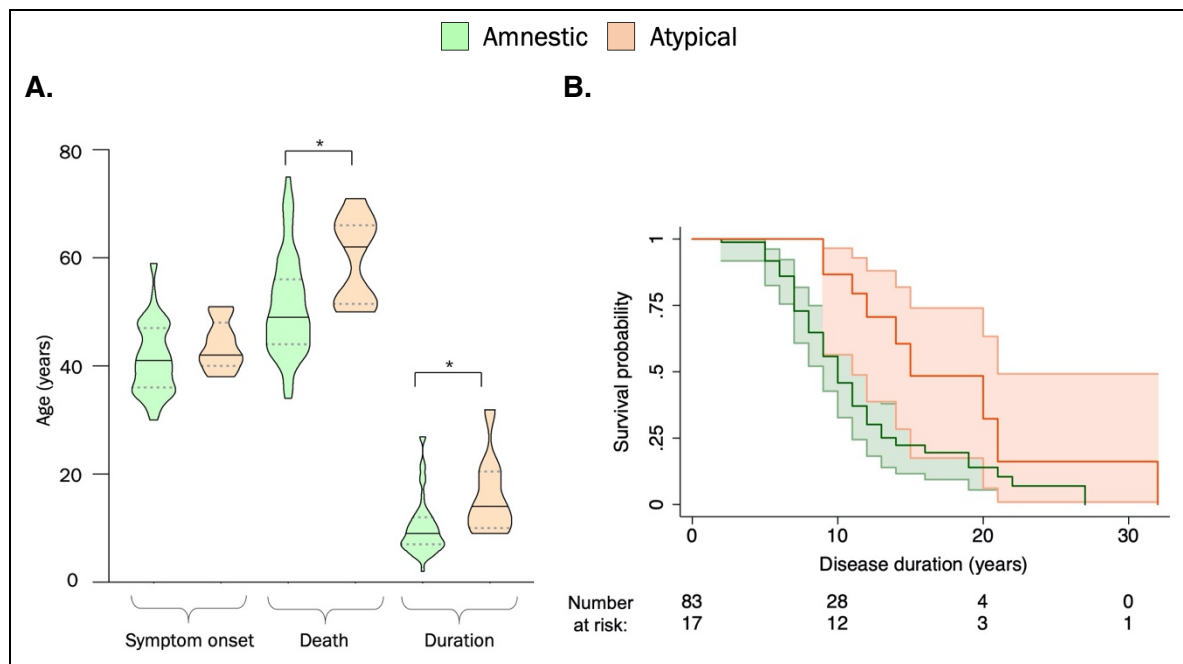 Amnestic Atypical
A.
B.
80
60
40
20
0
Age (years)
*
*
Symptom onset Death Duration
1
.75
.5
.25
0
Survival probability
0 10 20 30
Disease duration (years)
Number 83 28 4 0
at risk: 17 12 3 1